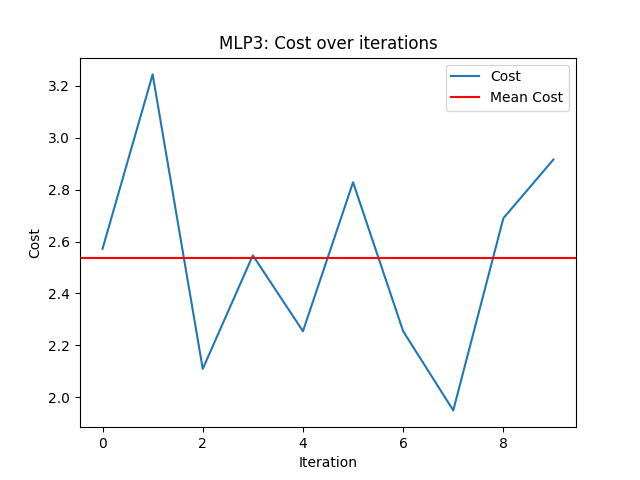 MLP3: Cost over iterations
Cost
Mean Cost
3.2
3.0
2.8
2.6
2.4
2.2
2.0
Cost
0 2 4 6 8
Iteration